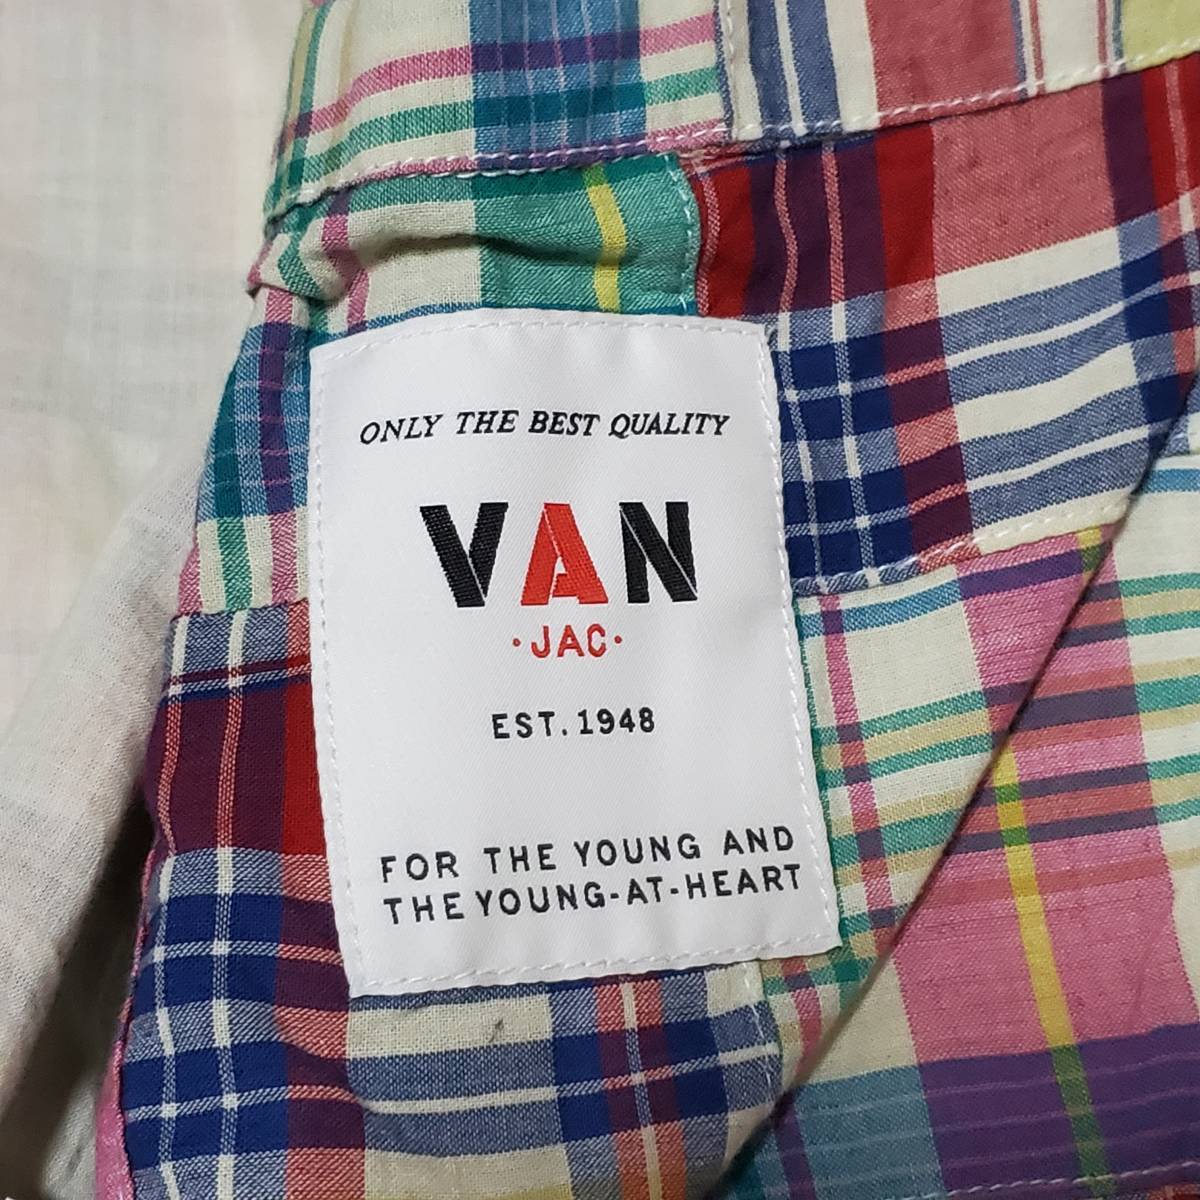 ONLY THE BEST QUALITY
VAN
·JAC·
EST. 1948
FOR THE YOUNG AND
THE YOUNG-AT-HEART